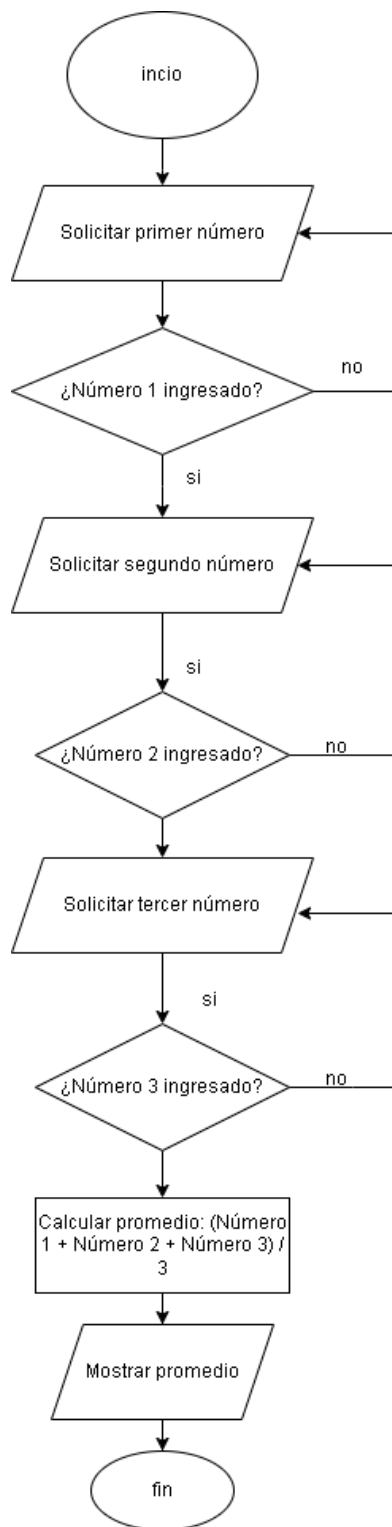 incio
Solicitar primer número
¿Número 1 ingresado?
no
si
Solicitar segundo número
si
¿Número 2 ingresado?
no
Solicitar tercer número
si
¿Número 3 ingresado?
no
Calcular promedio: (Número
1 + Número 2 + Número 3) /
3
Mostrar promedio
fin